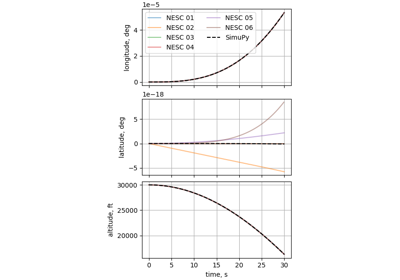 1e−5
longitude, deg
4
2
0
NESC 01
NESC 02
NESC 03
NESC 04
NESC 05
NESC 06
SimuPy
1e−18
latitude, deg
5
0
−5
altitude, ft
30000
25000
20000
0 5 10 15 20 25 30
time, s